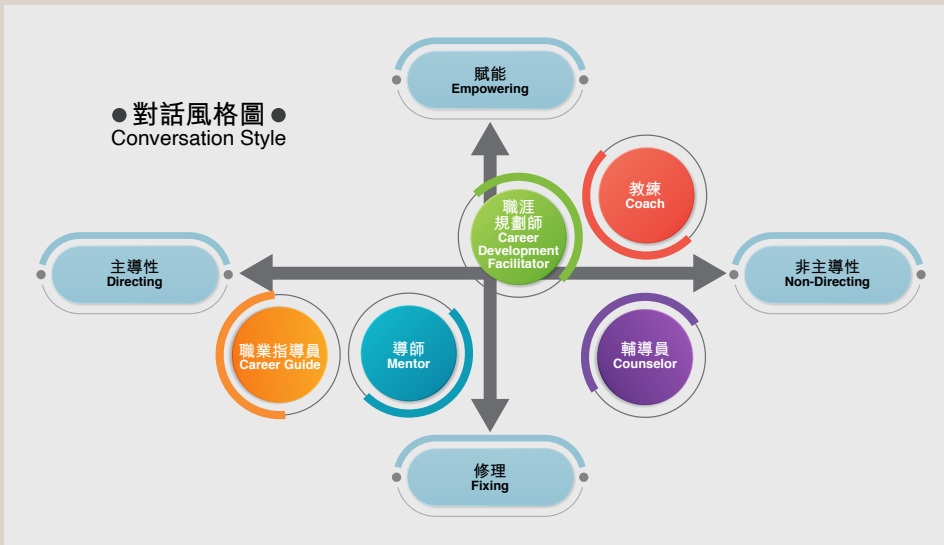 賦能
Empowering
●對話風格圖●
Conversation Style
教練
Coach
職涯
規劃師
Career
Development
Facilitator
主導性
Directing
非主導性
Non-Directing
職業指導員
Career Guide
導師
Mentor
輔導員
Counselor
修理
Fixing